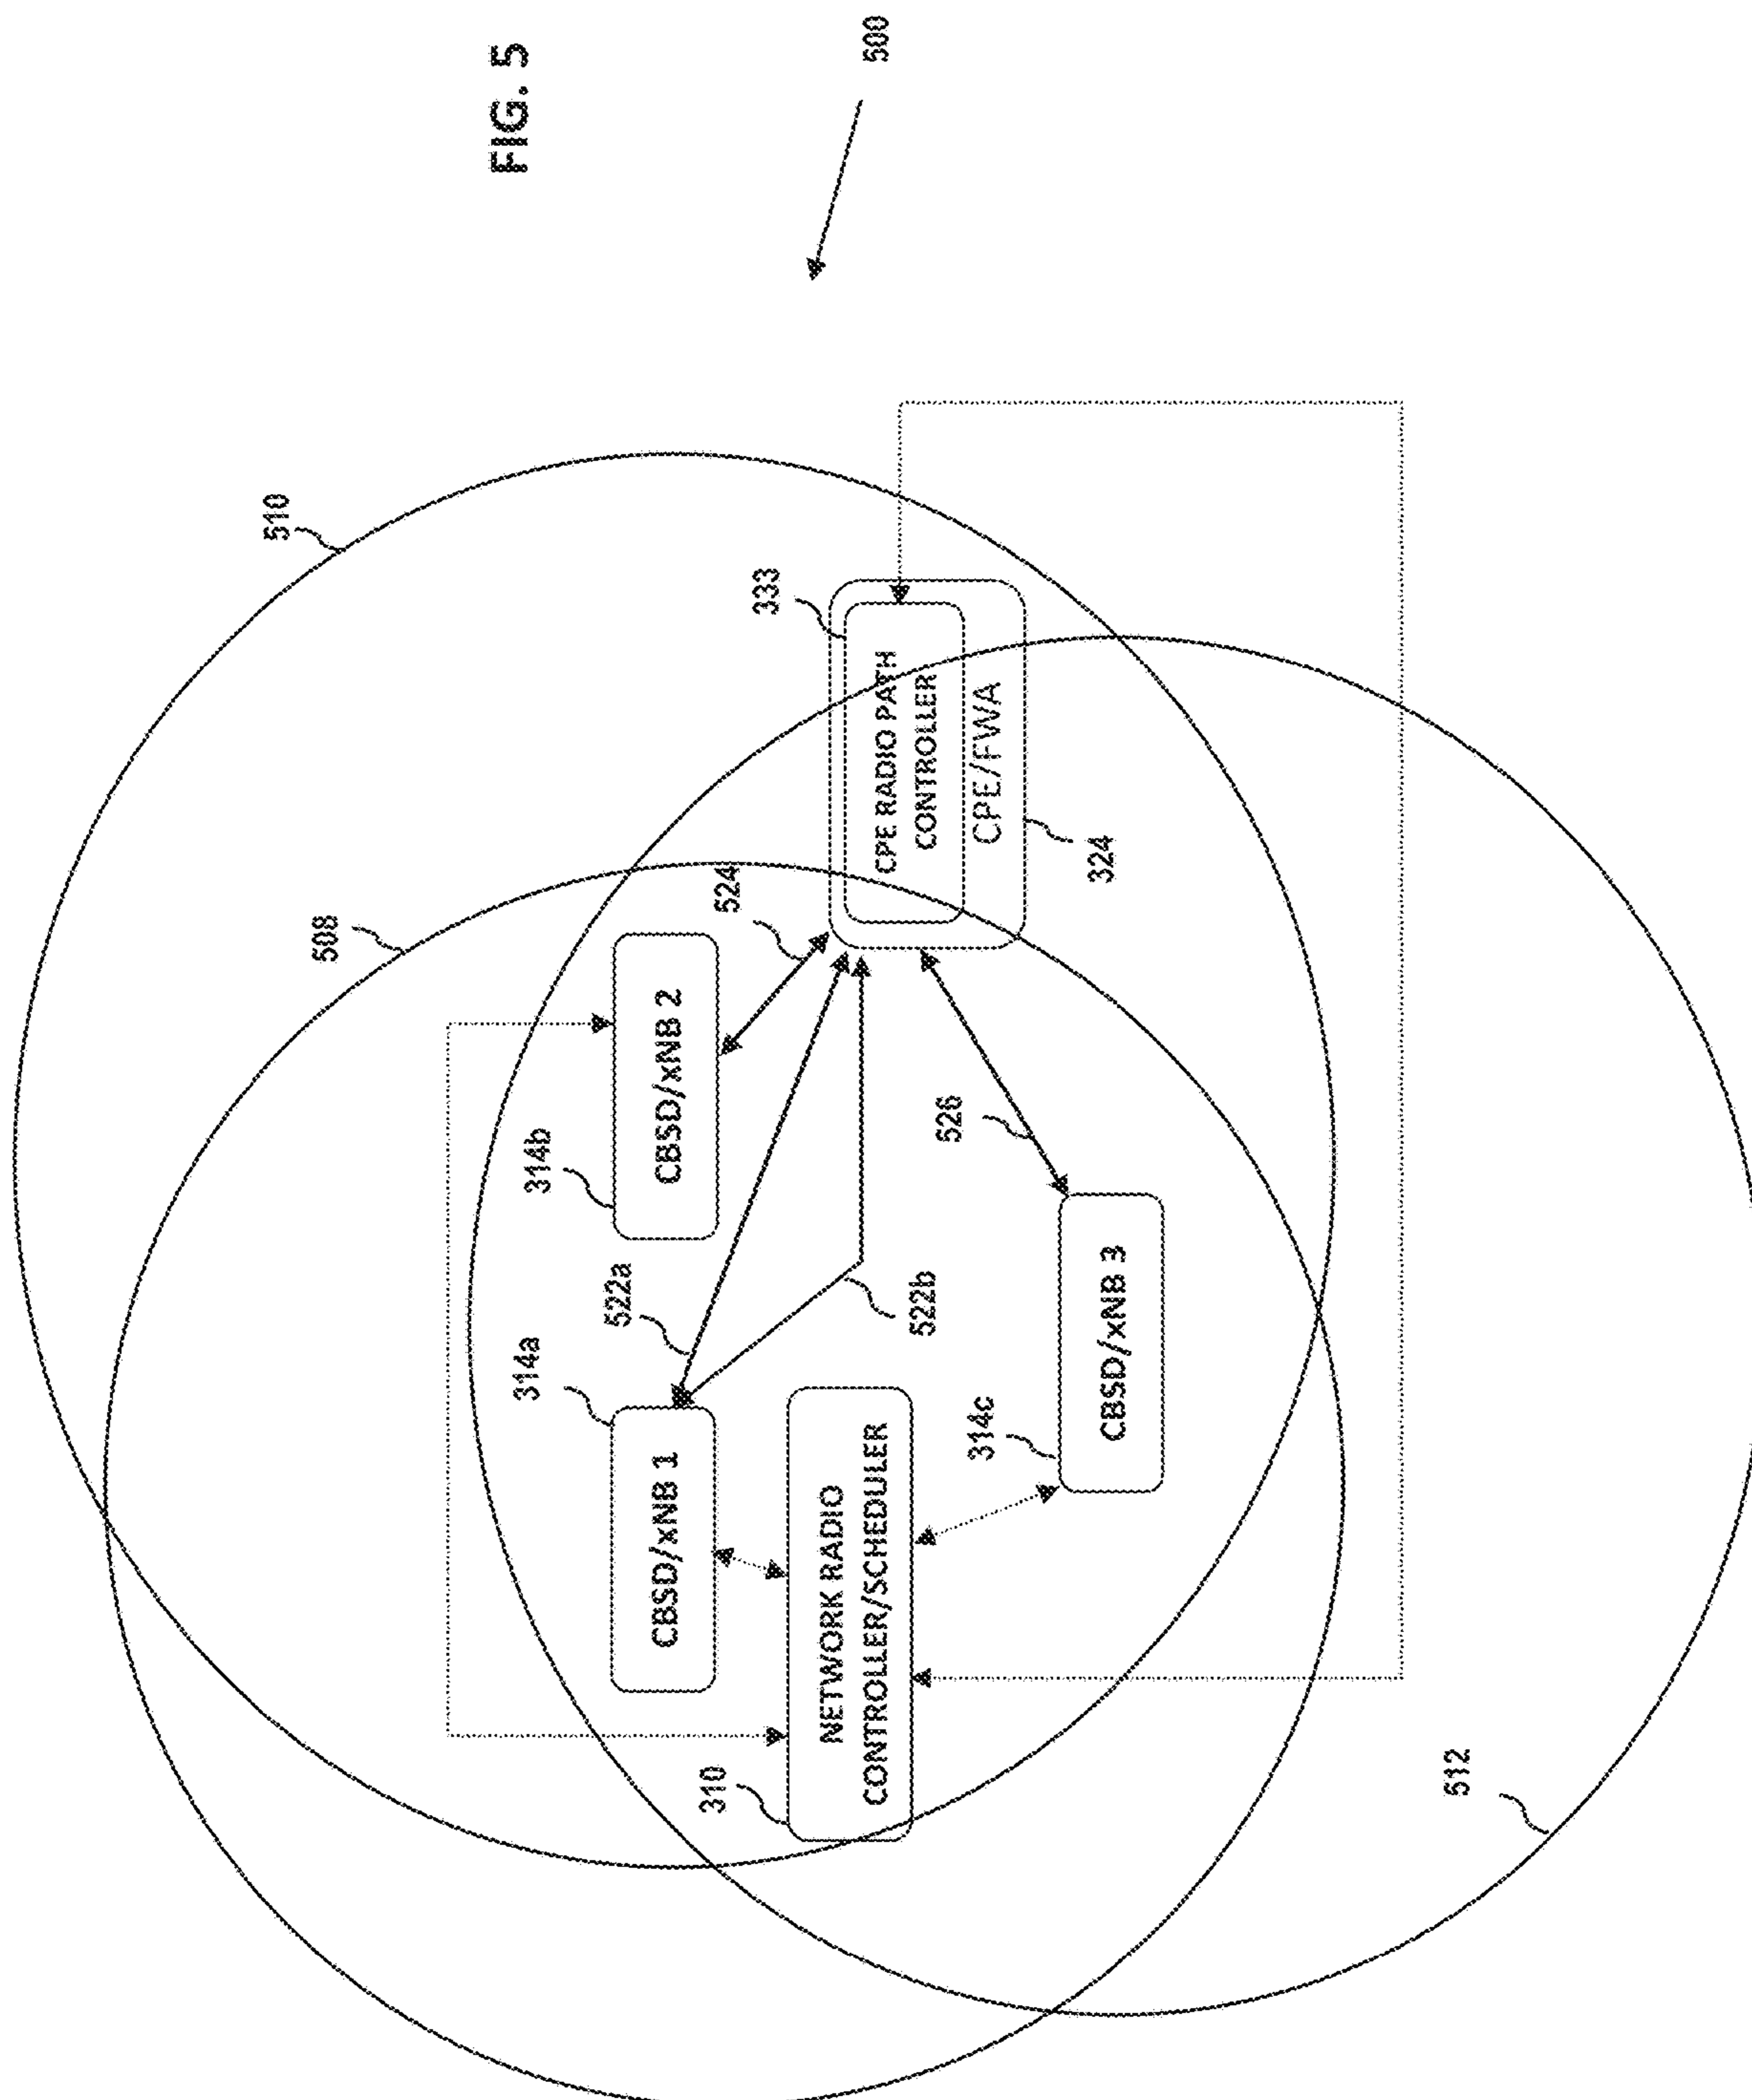 FIG. 5
500
510
508
333
CPE RADIO PATH
CONTROLLER
CPE/FWA
324
524
314b
CBSD/xNB 2
526
522a
522b
314a
CBSD/xNB 1
310
NETWORK RADIO
CONTROLLER/SCHEDULER
314c
CBSD/xNB 3
512